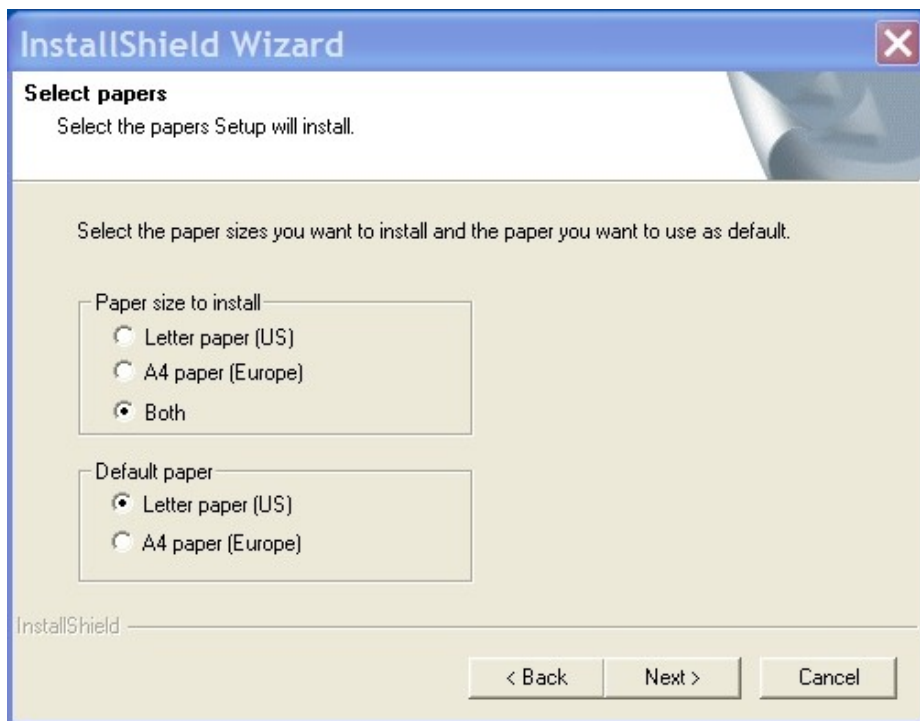 InstallShield Wizard
Select papers
Select the papers Setup will install.
Select the paper sizes you want to install and the paper you want to use as default.
Paper size to install
Letter paper (US)
A4 paper (Europe)
Both
Default paper
Letter paper (US)
A4 paper (Europe)
InstallShield
< Back Next > Cancel